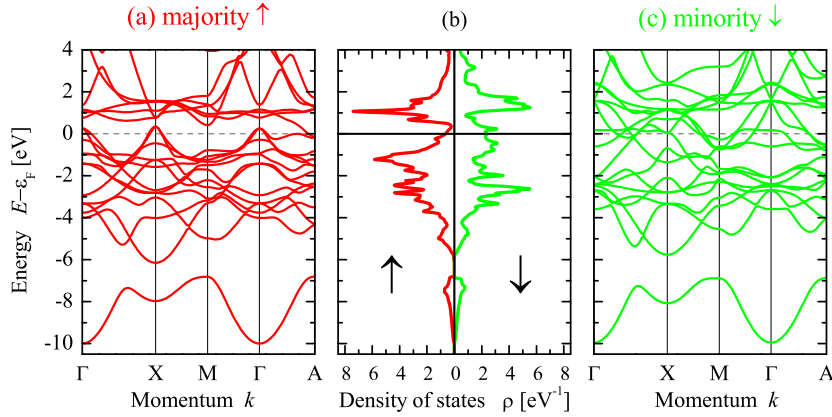 (a) majority ↑
(b)
(c) minority ↓
Energy E−εF [eV]
4
2
0
-2
-4
-6
-8
-10
↑
↓
Γ X M Γ A
8 6 4 2 0 2 4 6 8
Γ X M Γ A
Momentum k
Density of states ρ [eV⁻¹]
Momentum k